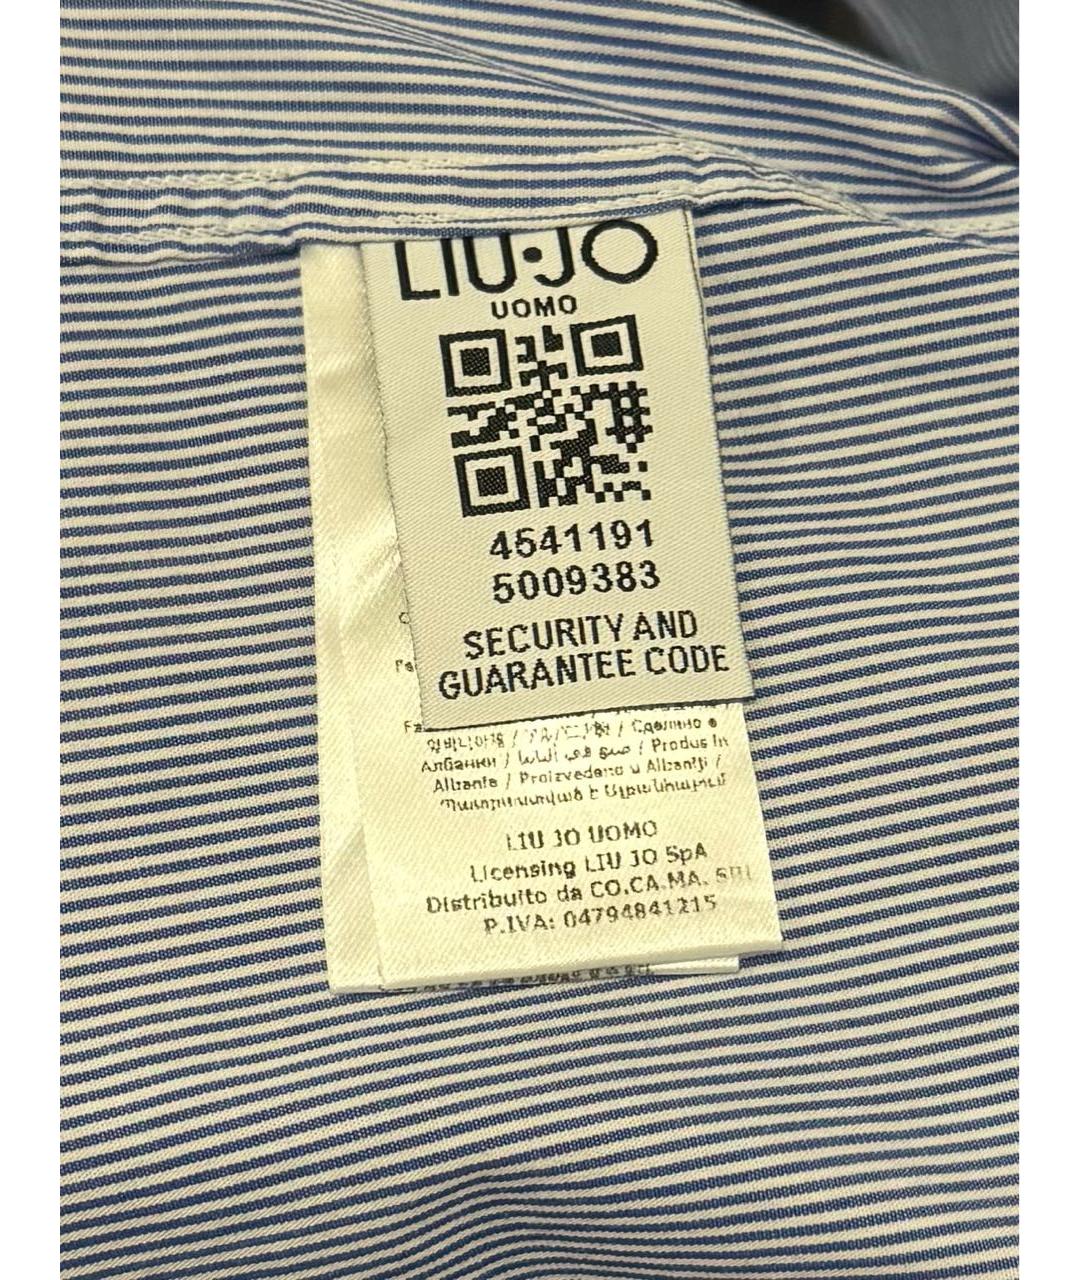 LIU·JO
UOMO
4541191
5009383
SECURITY AND
GUARANTEE CODE
/ Сделано в
Албании / صنع في ألبانيا / Produs în
Albania / Proizvedeno u Albaniji /
LIU JO UOMO
Licensing LIU JO SpA
Distribuito da CO.CA.MA. SRL
P.IVA: 04794841215